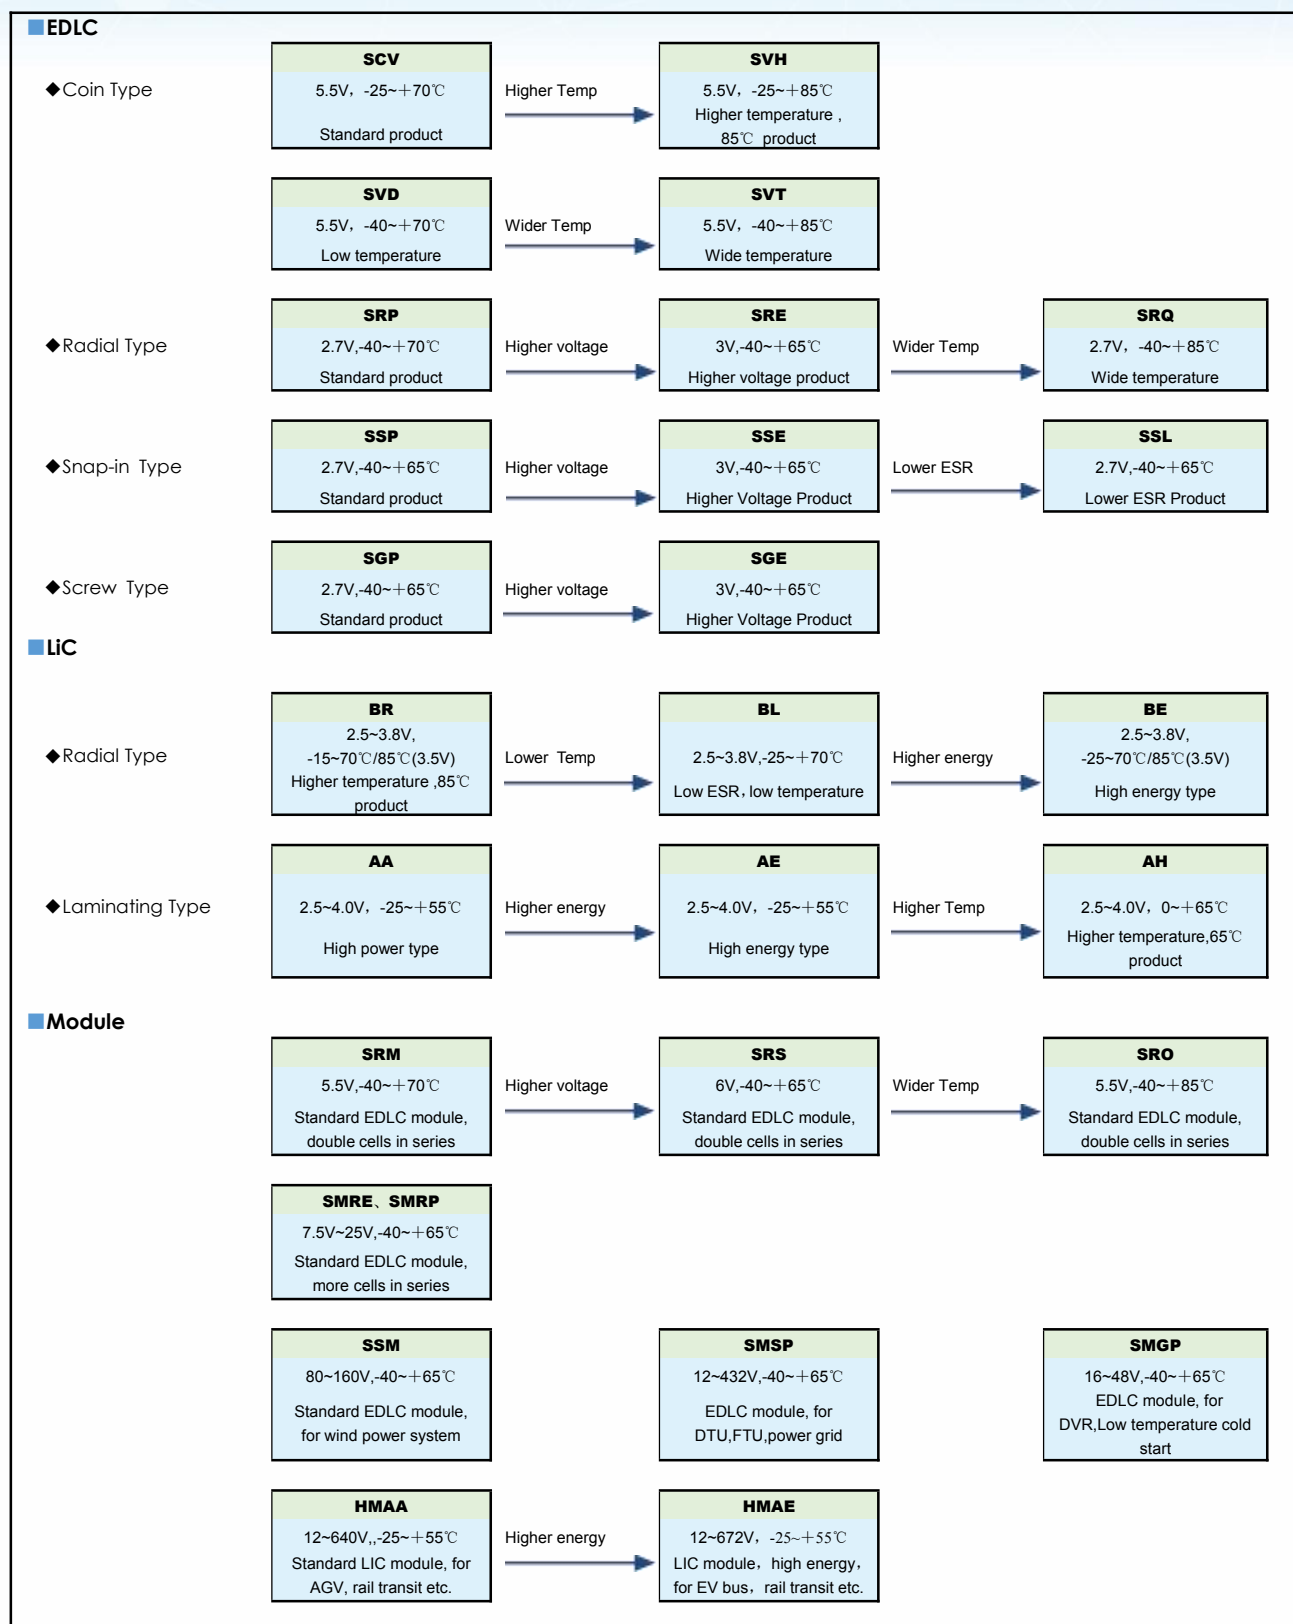 ■EDLC
SCV
SVH
◆Coin Type
5.5V，-25~＋70℃
Higher Temp
5.5V，-25~＋85℃
Higher temperature ,
Standard product
85℃ product
SVD
SVT
5.5V，-40~＋70℃
Wider Temp
5.5V，-40~＋85℃
Low temperature
Wide temperature
SRP
SRE
SRQ
◆Radial Type
2.7V,-40~＋70℃
Higher voltage
3V,-40~＋65℃
Wider Temp
2.7V，-40~＋85℃
Standard product
Higher voltage product
Wide temperature
SSP
SSE
SSL
◆Snap-in Type
2.7V,-40~＋65℃
Higher voltage
3V,-40~＋65℃
Lower ESR
2.7V,-40~＋65℃
Standard product
Higher Voltage Product
Lower ESR Product
SGP
SGE
◆Screw Type
2.7V,-40~＋65℃
Higher voltage
3V,-40~＋65℃
Standard product
Higher Voltage Product
■LiC
BR
BL
BE
◆Radial Type
2.5~3.8V,
-15~70℃/85℃(3.5V)
Higher temperature ,85℃
product
Lower Temp
2.5~3.8V,-25~＋70℃
Low ESR，low temperature
Higher energy
2.5~3.8V,
-25~70℃/85℃(3.5V)
High energy type
AA
AE
AH
◆Laminating Type
2.5~4.0V，-25~＋55℃
High power type
Higher energy
2.5~4.0V，-25~＋55℃
High energy type
Higher Temp
2.5~4.0V，0~＋65℃
Higher temperature,65℃
product
■Module
SRM
SRS
SRO
5.5V,-40~＋70℃
Higher voltage
6V,-40~＋65℃
Wider Temp
5.5V,-40~＋85℃
Standard EDLC module,
double cells in series
Standard EDLC module,
double cells in series
Standard EDLC module,
double cells in series
SMRE、SMRP
7.5V~25V,-40~＋65℃
Standard EDLC module,
more cells in series
SSM
SMSP
SMGP
80~160V,-40~＋65℃
Standard EDLC module,
for wind power system
12~432V,-40~＋65℃
EDLC module, for
DTU,FTU,power grid
16~48V,-40~＋65℃
EDLC module, for
DVR,Low temperature cold
start
HMAA
HMAE
12~640V,,-25~＋55℃
Standard LIC module, for
AGV, rail transit etc.
Higher energy
12~672V，-25~＋55℃
LIC module，high energy，
for EV bus，rail transit etc.